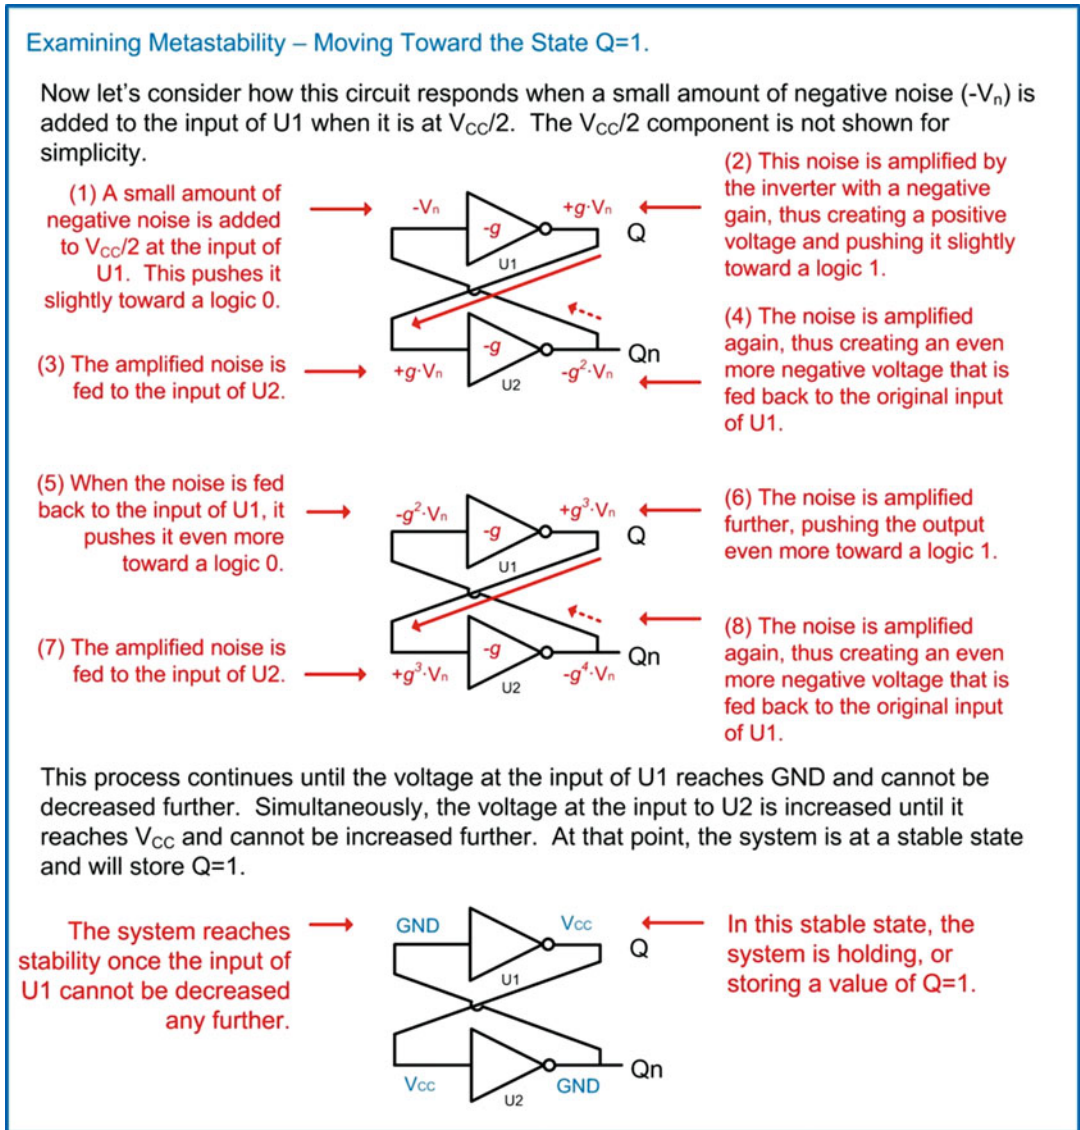 Examining Metastability – Moving Toward the State Q=1.
Now let's consider how this circuit responds when a small amount of negative noise (-Vn) is
added to the input of U1 when it is at VCC/2.  The VCC/2 component is not shown for
simplicity.
(1) A small amount of
negative noise is added
to VCC/2 at the input of
U1.  This pushes it
slightly toward a logic 0.
-Vn
-g
U1
+g·Vn
Q
(2) This noise is amplified by
the inverter with a negative
gain, thus creating a positive
voltage and pushing it slightly
toward a logic 1.
(3) The amplified noise is
fed to the input of U2.
+g·Vn
-g
U2
-g²·Vn
Qn
(4) The noise is amplified
again, thus creating an even
more negative voltage that is
fed back to the original input
of U1.
(5) When the noise is fed
back to the input of U1, it
pushes it even more
toward a logic 0.
-g²·Vn
-g
U1
+g³·Vn
Q
(6) The noise is amplified
further, pushing the output
even more toward a logic 1.
(7) The amplified noise is
fed to the input of U2.
+g³·Vn
-g
U2
-g⁴·Vn
Qn
(8) The noise is amplified
again, thus creating an even
more negative voltage that is
fed back to the original input
of U1.
This process continues until the voltage at the input of U1 reaches GND and cannot be
decreased further.  Simultaneously, the voltage at the input to U2 is increased until it
reaches VCC and cannot be increased further.  At that point, the system is at a stable state
and will store Q=1.
The system reaches
stability once the input of
U1 cannot be decreased
any further.
GND
U1
Vcc
Q
In this stable state, the
system is holding, or
storing a value of Q=1.
Vcc
U2
GND
Qn